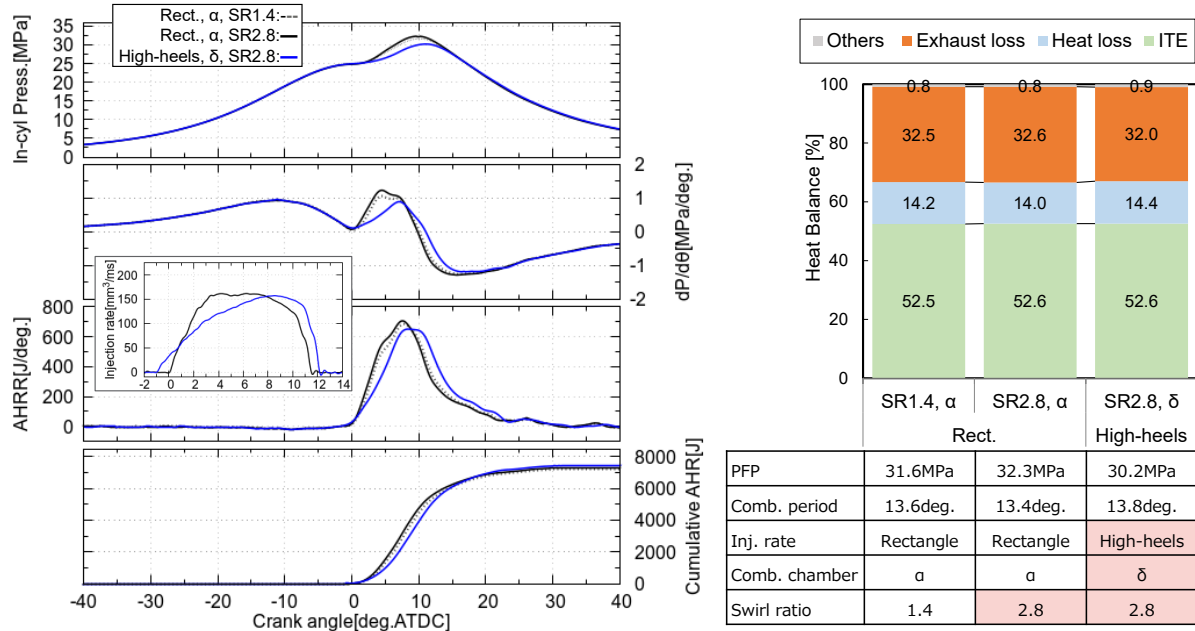 Rect., α, SR1.4:
Rect., α, SR2.8:
High-heels, δ, SR2.8:
In-cyl Press.[MPa]
35
30
25
20
15
10
5
0
dP/dθ[MPa/deg.]
2
1
0
-1
-2
Injection rate[mm³/ms]
200
150
100
50
0
-2 0 2 4 6 8 10 12 14
AHRR[J/deg.]
800
600
400
200
0
Cumulative AHR[J]
8000
6000
4000
2000
0
-40 -30 -20 -10 0 10 20 30 40
Crank angle[deg.ATDC]
Others Exhaust loss Heat loss ITE
Heat Balance [%]
100
80
60
40
20
0
0.8 0.8 0.9
32.5 32.6 32.0
14.2 14.0 14.4
52.5 52.6 52.6
SR1.4, α SR2.8, α SR2.8, δ
Rect. High-heels
PFP 31.6MPa 32.3MPa 30.2MPa
Comb. period 13.6deg. 13.4deg. 13.8deg.
Inj. rate Rectangle Rectangle High-heels
Comb. chamber α α δ
Swirl ratio 1.4 2.8 2.8